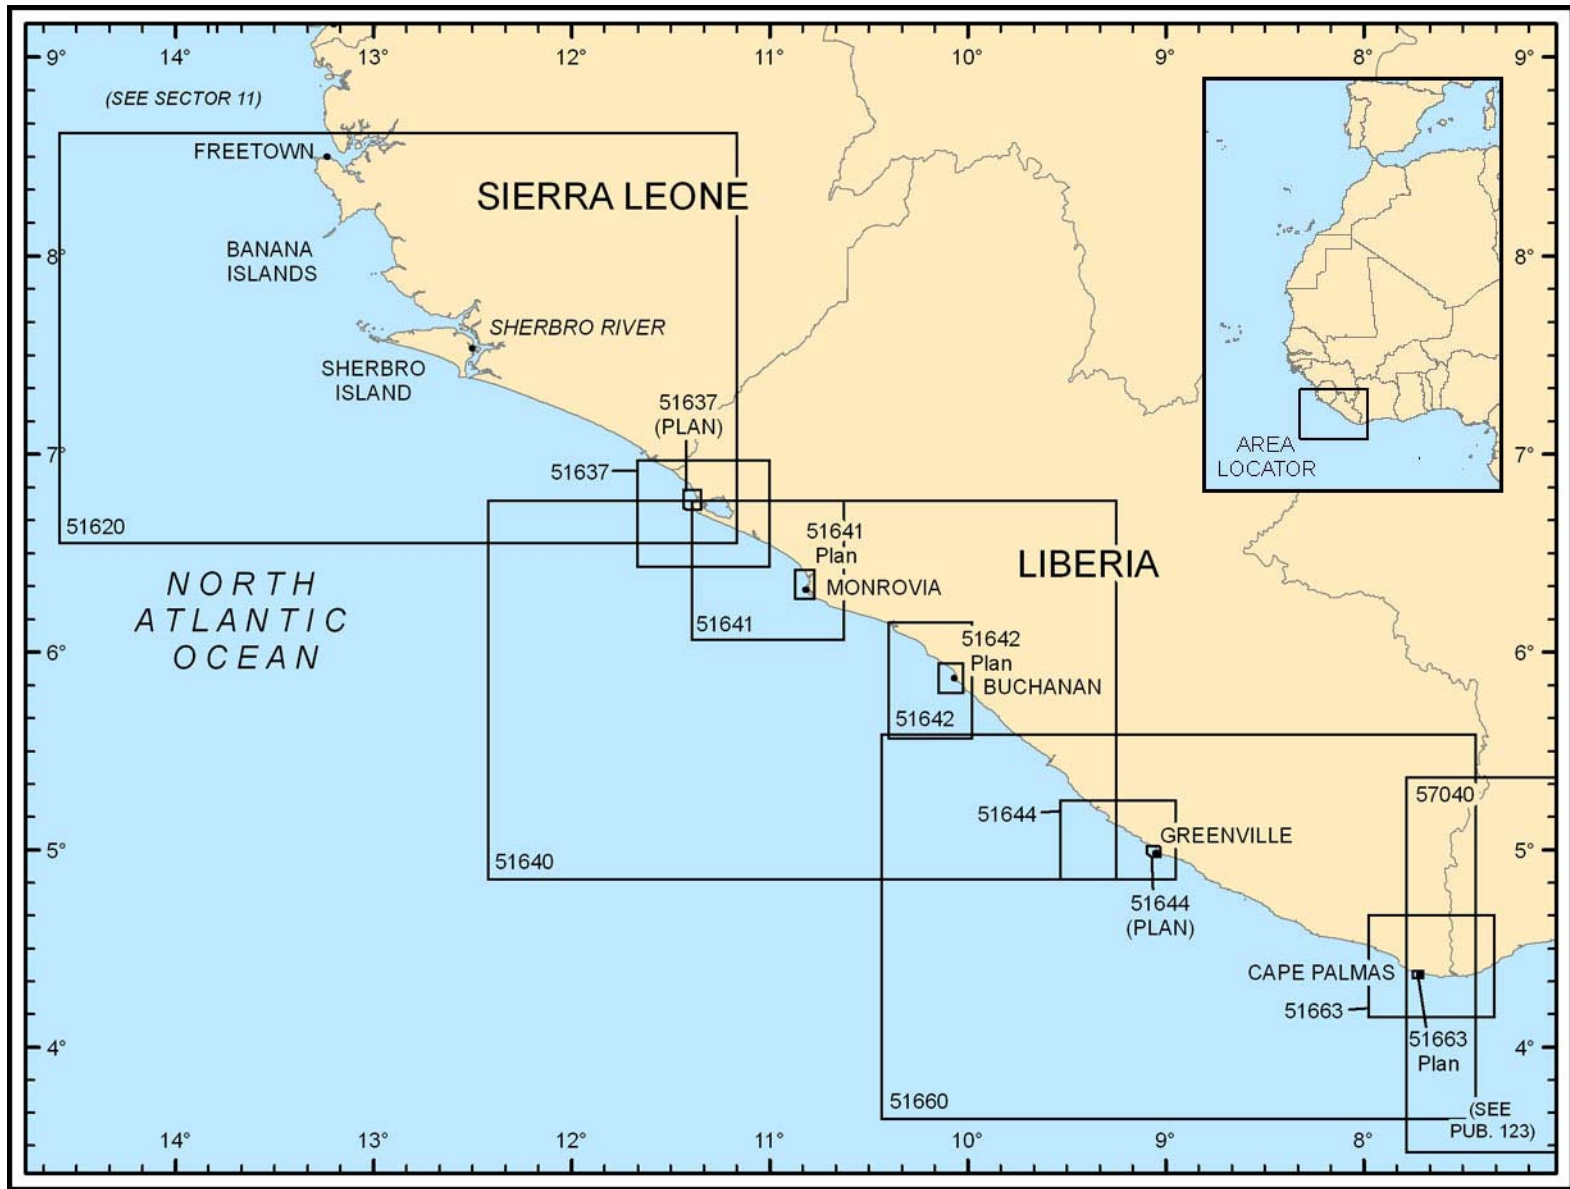 14° 13° 12° 11° 10° 9° 8°
9° 9°
(SEE SECTOR 11)
FREETOWN
SIERRA LEONE
BANANA
ISLANDS
8° 8°
SHERBRO RIVER
SHERBRO
ISLAND
51637
(PLAN)
AREA
LOCATOR
7° 7°
51637
51620
51641
Plan
LIBERIA
NORTH
ATLANTIC
OCEAN
MONROVIA
51641
6° 6°
51642
Plan
BUCHANAN
51642
57040
51644
GREENVILLE
5° 5°
51640
51644
(PLAN)
CAPE PALMAS
51663
51663
Plan
4° 4°
51660
(SEE
PUB. 123)
14° 13° 12° 11° 10° 9° 8°